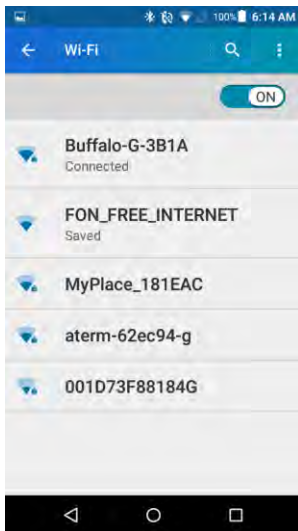 100% 6:14 AM
Wi-Fi
ON
Buffalo-G-3B1A
Connected
FON_FREE_INTERNET
Saved
MyPlace_181EAC
aterm-62ec94-g
001D73F88184G